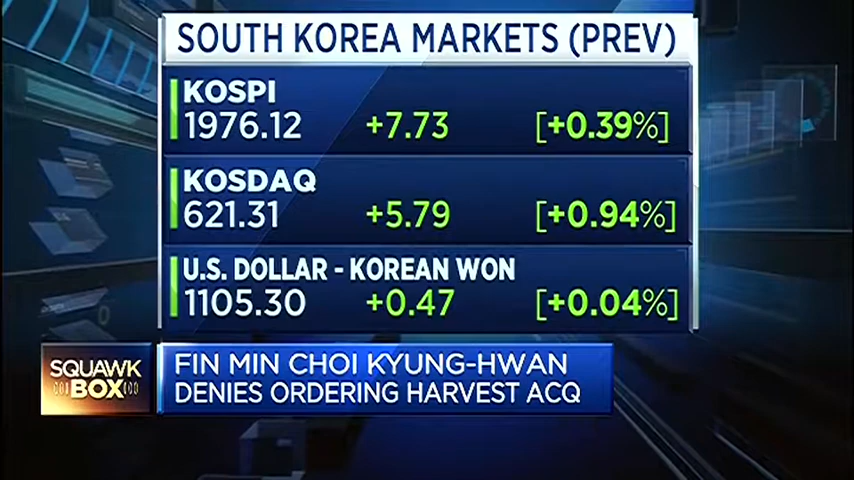 SOUTH KOREA MARKETS (PREV)
KOSPI
1976.12 +7.73 [+0.39%]
KOSDAQ
621.31 +5.79 [+0.94%]
U.S. DOLLAR - KOREAN WON
1105.30 +0.47 [+0.04%]
SQUAWK
BOX
FIN MIN CHOI KYUNG-HWAN
DENIES ORDERING HARVEST ACQ